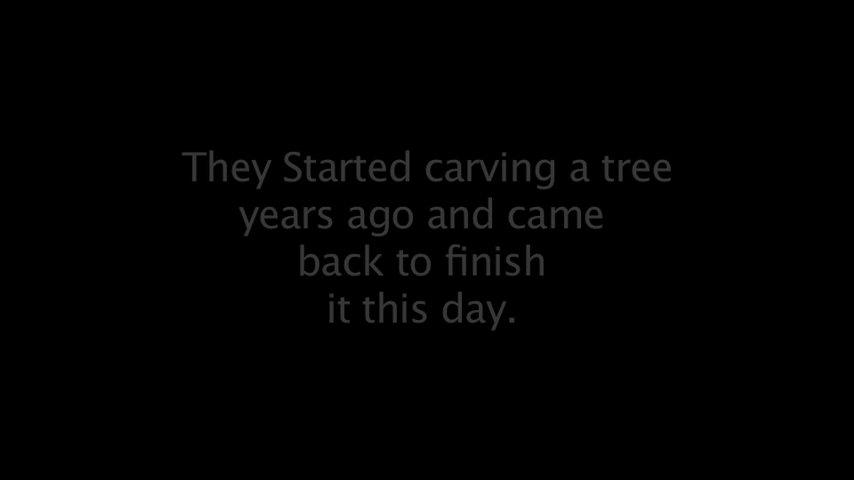 They Started carving a tree
years ago and came
back to finish
it this day.